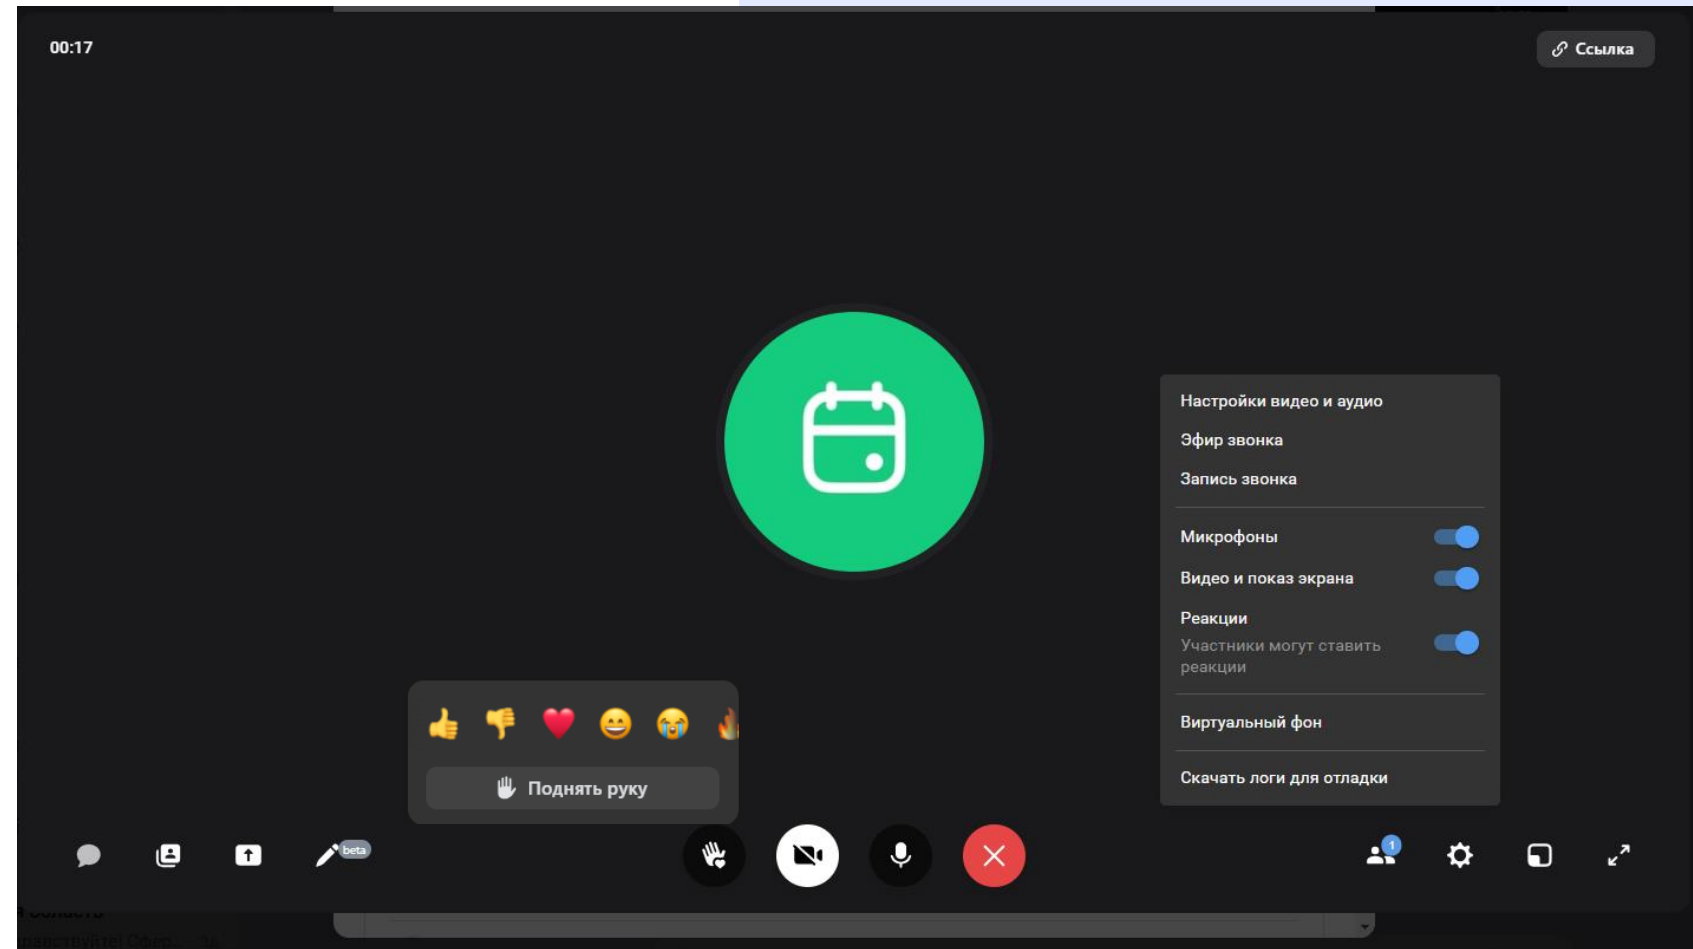 00:17
Ссылка
Настройки видео и аудио
Эфир звонка
Запись звонка
Микрофоны
Видео и показ экрана
Реакции
Участники могут ставить
реакции
Виртуальный фон
Скачать логи для отладки
Поднять руку
beta
1